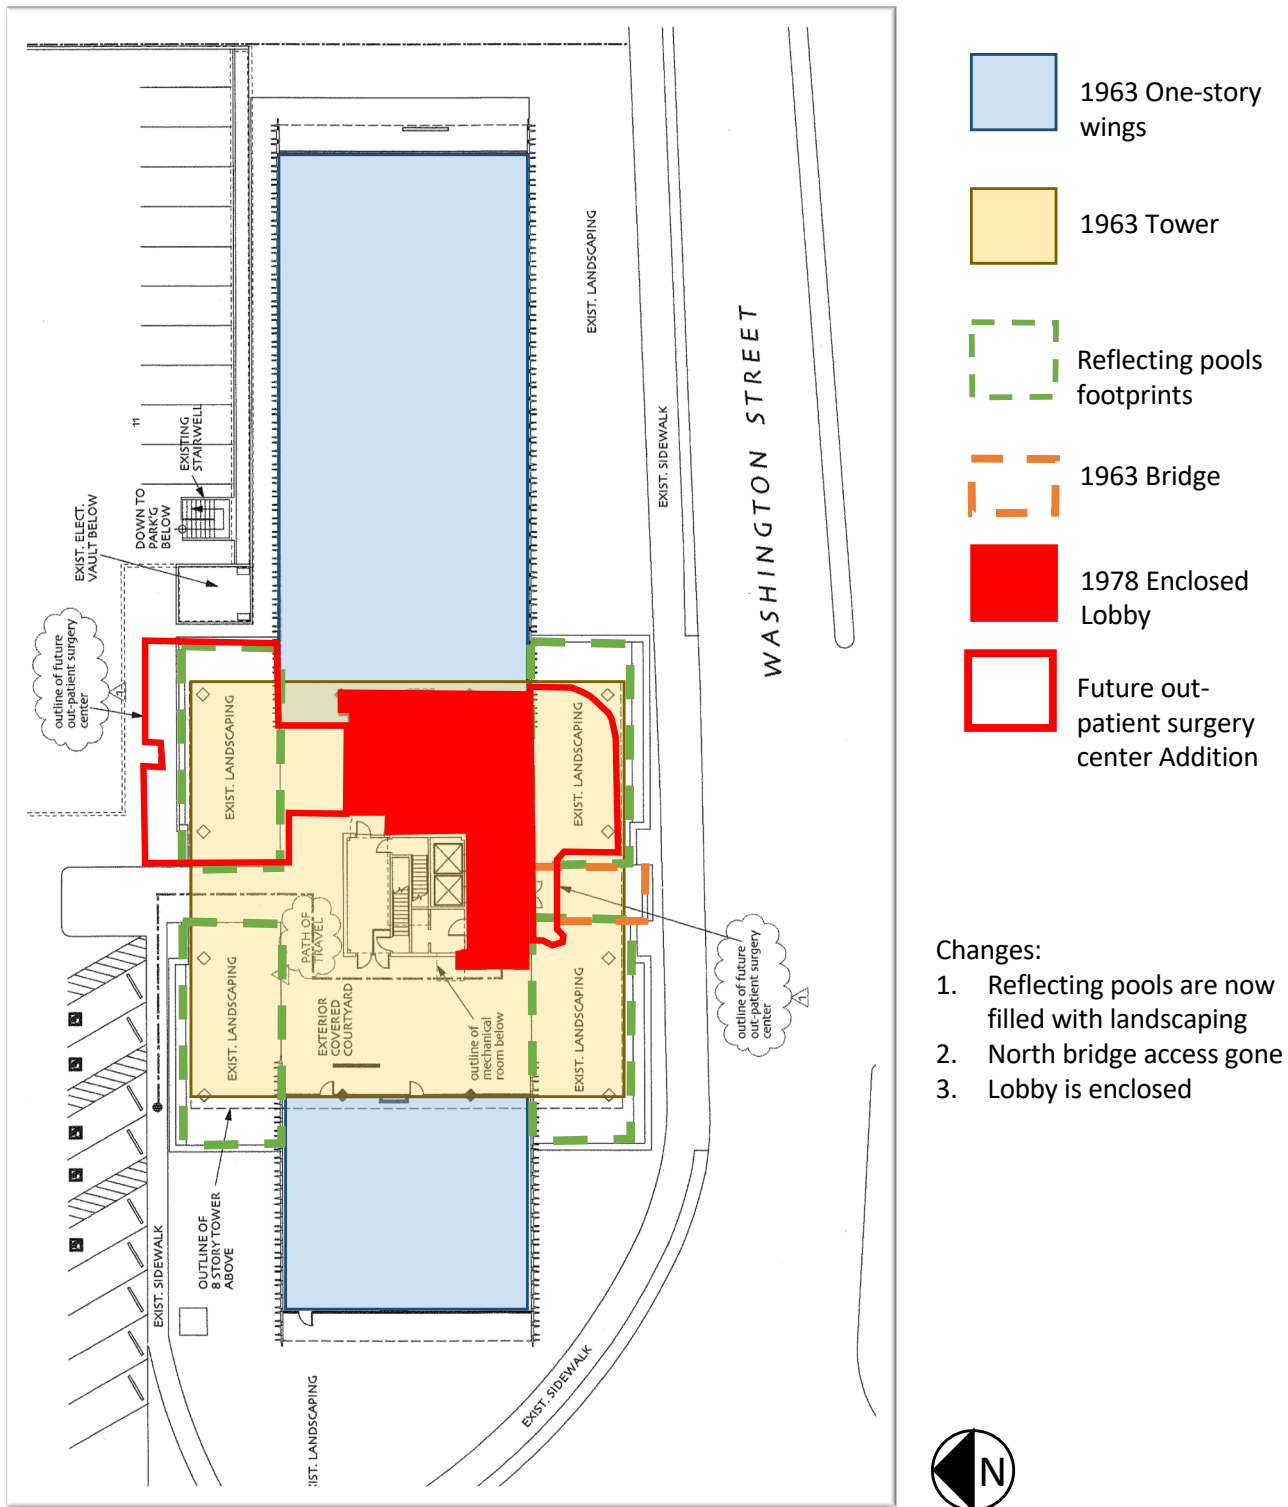 EXIST. LANDSCAPING
WASHINGTON STREET
EXIST. SIDEWALK
11
EXISTING
STAIRWELL
DOWN TO
PARK'G
BELOW
EXIST. ELECT.
VAULT BELOW
outline of future
out-patient surgery
center
1
EXIST. LANDSCAPING
EXIST. LANDSCAPING
PATH OF
TRAVEL
1
EXIST. LANDSCAPING
EXTERIOR
COVERED
COURTYARD
outline of
mechanical
room below
EXIST. LANDSCAPING
outline of future
out-patient surgery
center
1
OUTLINE OF
8 STORY TOWER
ABOVE
EXIST. SIDEWALK
EXIST. SIDEWALK
IST. LANDSCAPING
1963 One-story
wings
1963 Tower
Reflecting pools
footprints
1963 Bridge
1978 Enclosed
Lobby
Future out-
patient surgery
center Addition
Changes:
1. Reflecting pools are now
filled with landscaping
2. North bridge access gone
3. Lobby is enclosed
N